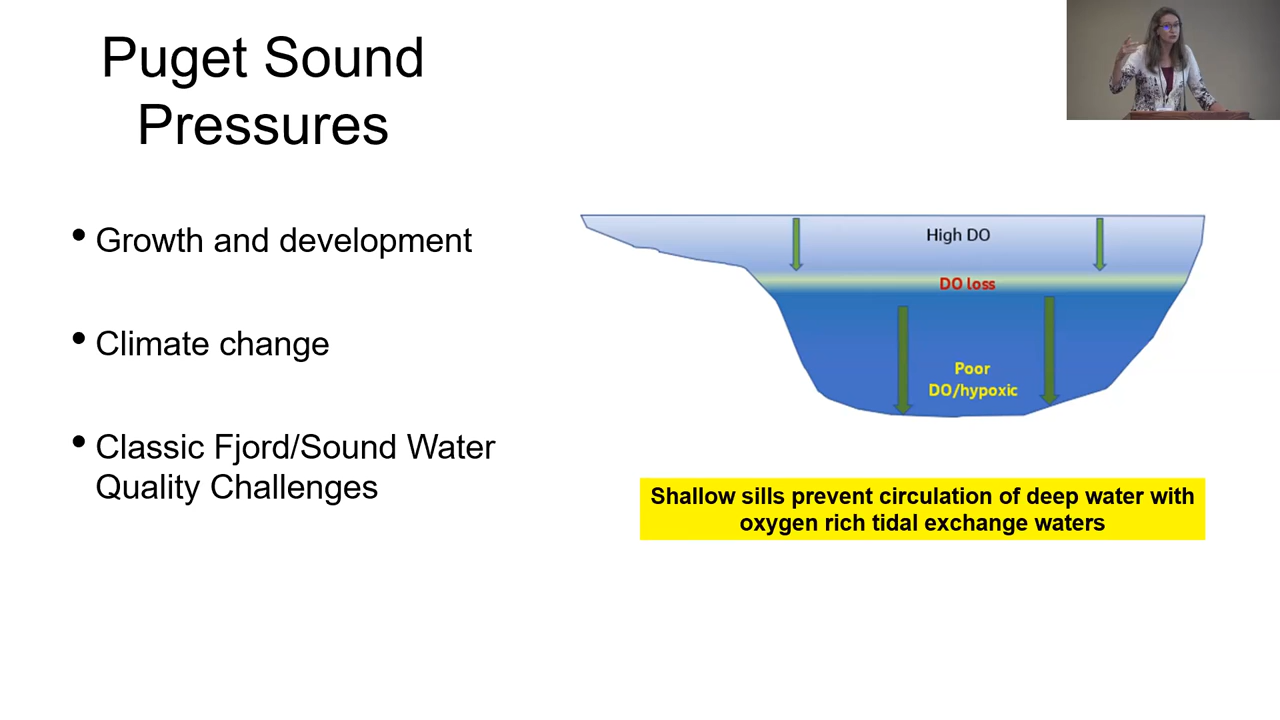 Puget Sound
Pressures
• Growth and development
• Climate change
• Classic Fjord/Sound Water
Quality Challenges
High DO
DO loss
Poor
DO/hypoxic
Shallow sills prevent circulation of deep water with
oxygen rich tidal exchange waters